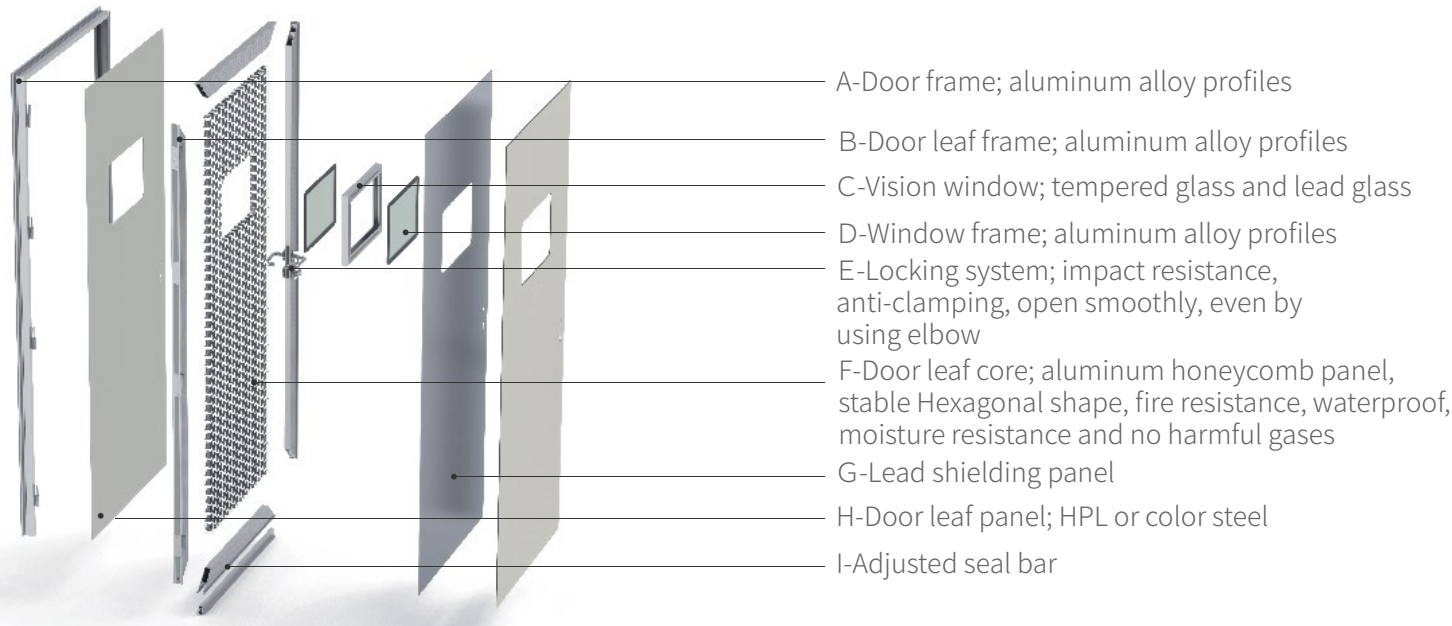 A-Door frame; aluminum alloy profiles
B-Door leaf frame; aluminum alloy profiles
C-Vision window; tempered glass and lead glass
D-Window frame; aluminum alloy profiles
E-Locking system; impact resistance,
anti-clamping, open smoothly, even by
using elbow
F-Door leaf core; aluminum honeycomb panel,
stable Hexagonal shape, fire resistance, waterproof,
moisture resistance and no harmful gases
G-Lead shielding panel
H-Door leaf panel; HPL or color steel
I-Adjusted seal bar